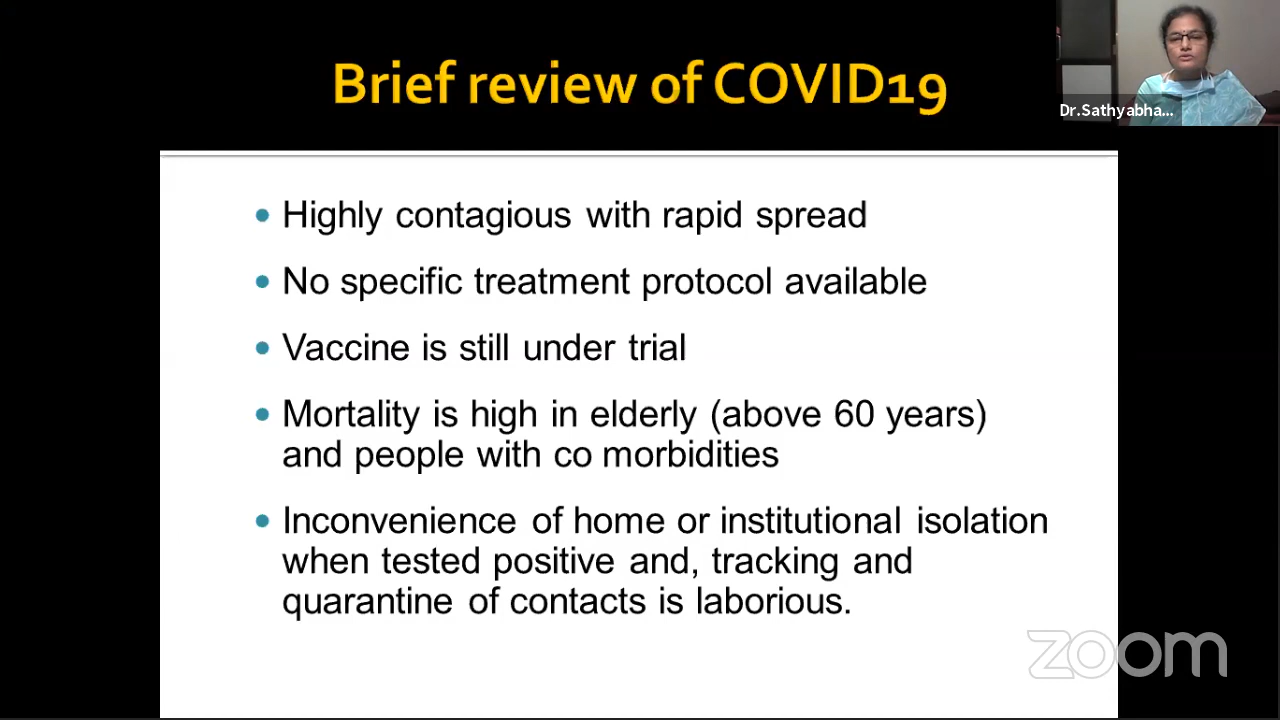 Brief review of COVID19
Dr.Sathyabha...
• Highly contagious with rapid spread
• No specific treatment protocol available
• Vaccine is still under trial
• Mortality is high in elderly (above 60 years)
and people with co morbidities
• Inconvenience of home or institutional isolation
when tested positive and, tracking and
quarantine of contacts is laborious.
zoom